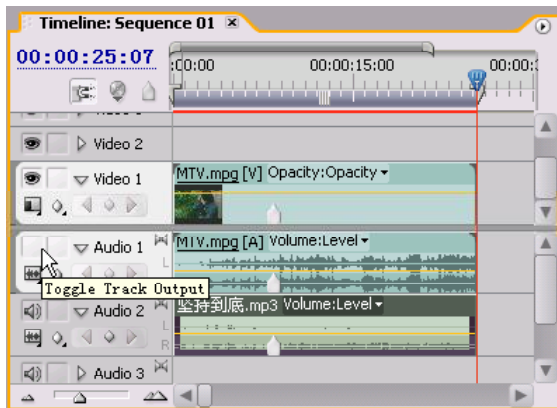 Timeline: Sequence 01
00:00:25:07
:00:00 00:00:15:00 00:00:
Video 2
Video 1
MTV.mpg [V] Opacity:Opacity
Audio 1
MTV.mpg [A] Volume:Level
L
Toggle Track Output
Audio 2
坚持到底.mp3 Volume:Level
L
R
Audio 3